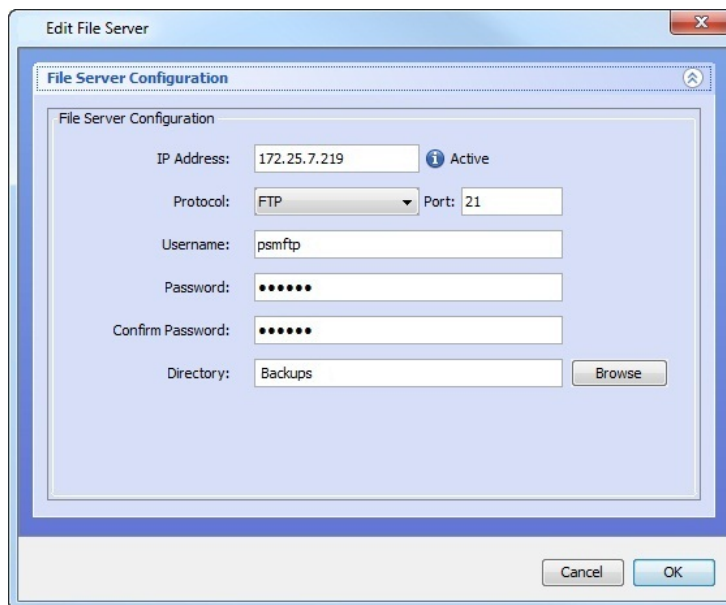 Edit File Server
File Server Configuration
File Server Configuration
IP Address: 172.25.7.219 Active
Protocol: FTP Port: 21
Username: psmftp
Password: ••••••
Confirm Password: ••••••
Directory: Backups Browse
Cancel OK